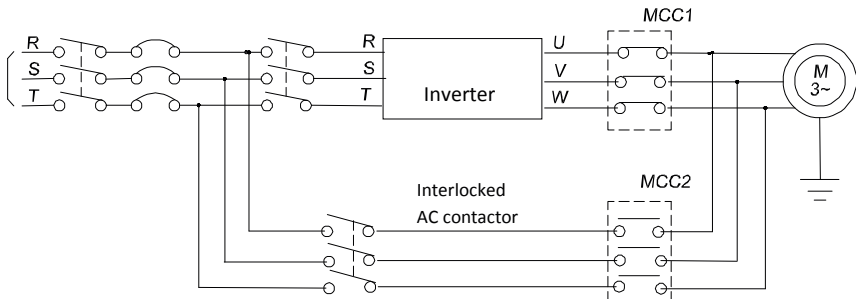 MCC1
R R U
S S Inverter V M 3~
T T W
MCC2
Interlocked
AC contactor